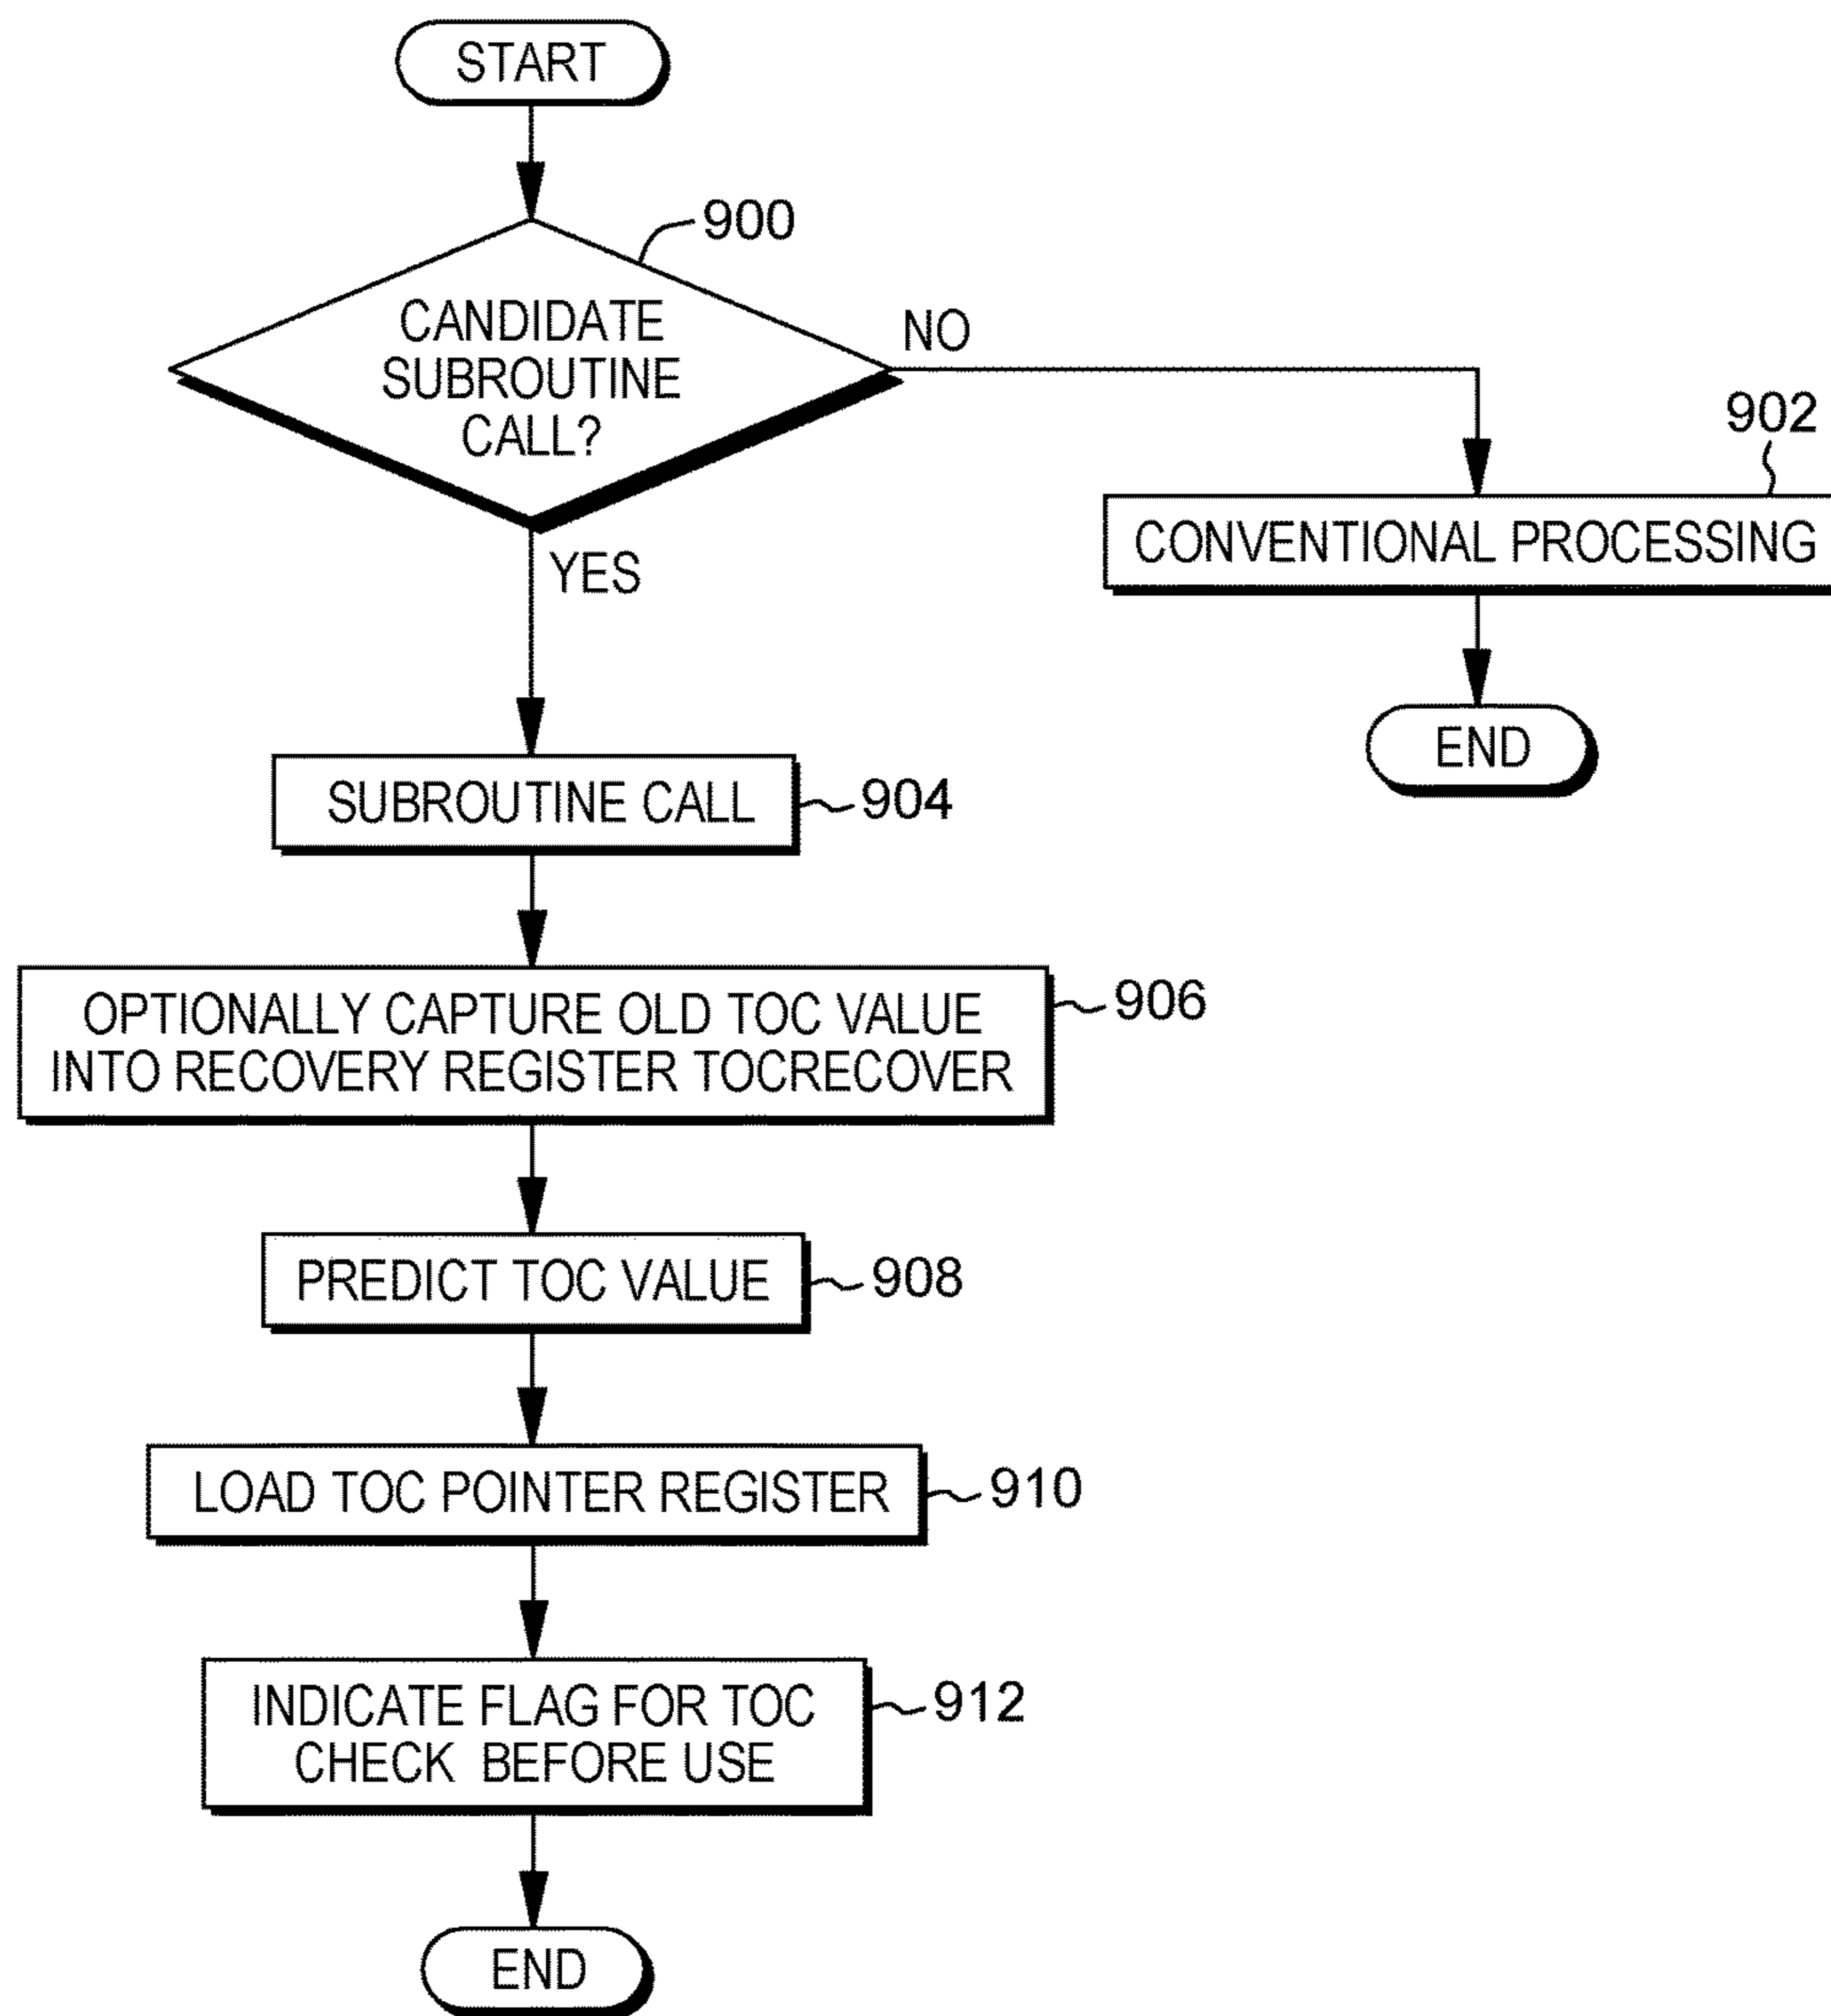 START
900
CANDIDATE
SUBROUTINE
CALL?
NO
902
CONVENTIONAL PROCESSING
END
YES
SUBROUTINE CALL
904
OPTIONALLY CAPTURE OLD TOC VALUE
INTO RECOVERY REGISTER TOCRECOVER
906
PREDICT TOC VALUE
908
LOAD TOC POINTER REGISTER
910
INDICATE FLAG FOR TOC
CHECK BEFORE USE
912
END